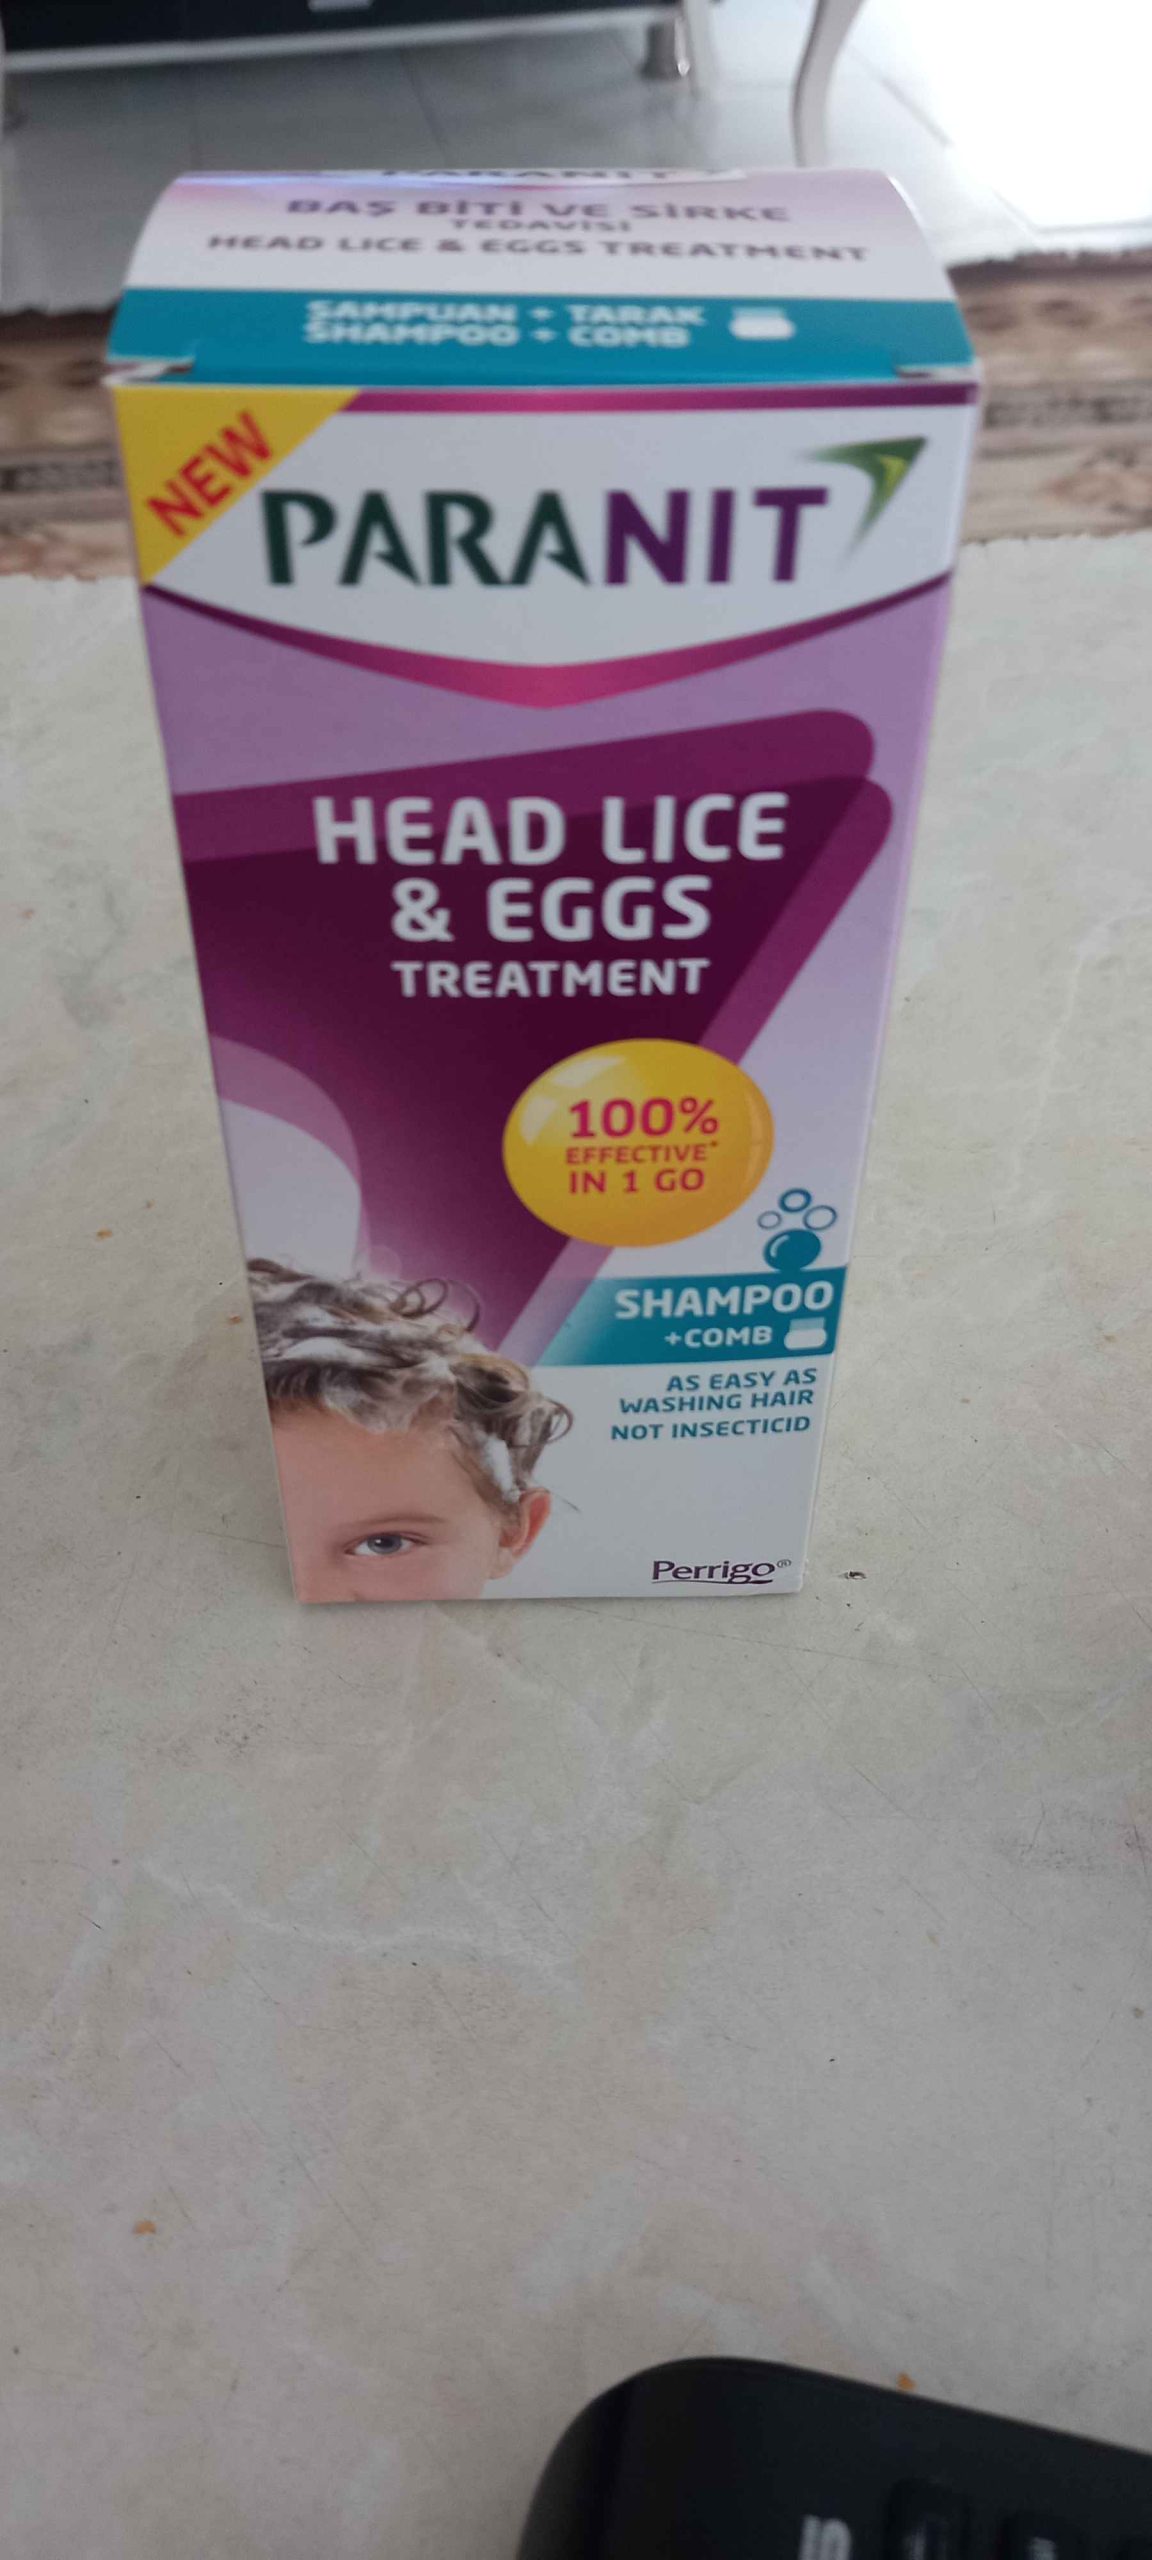 PARANIT
BAŞ BİTİ VE SİRKE
TEDAVİSİ
HEAD LICE & EGGS TREATMENT
ŞAMPUAN + TARAK
SHAMPOO + COMB
NEW
PARANIT
HEAD LICE
& EGGS
TREATMENT
100%
EFFECTIVE*
IN 1 GO
SHAMPOO
+COMB
AS EASY AS
WASHING HAIR
NOT INSECTICID
Perrigo®